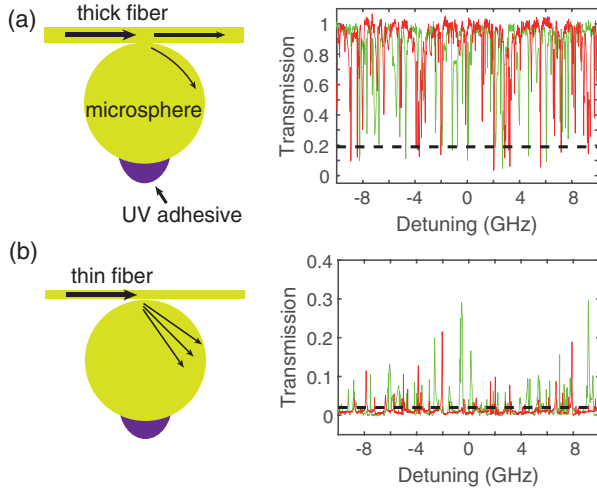 (a)
thick fiber
microsphere
UV adhesive
Transmission
1
0.8
0.6
0.4
0.2
0
-8 -4 0 4 8
Detuning (GHz)
(b)
thin fiber
Transmission
0.4
0.3
0.2
0.1
0
-8 -4 0 4 8
Detuning (GHz)